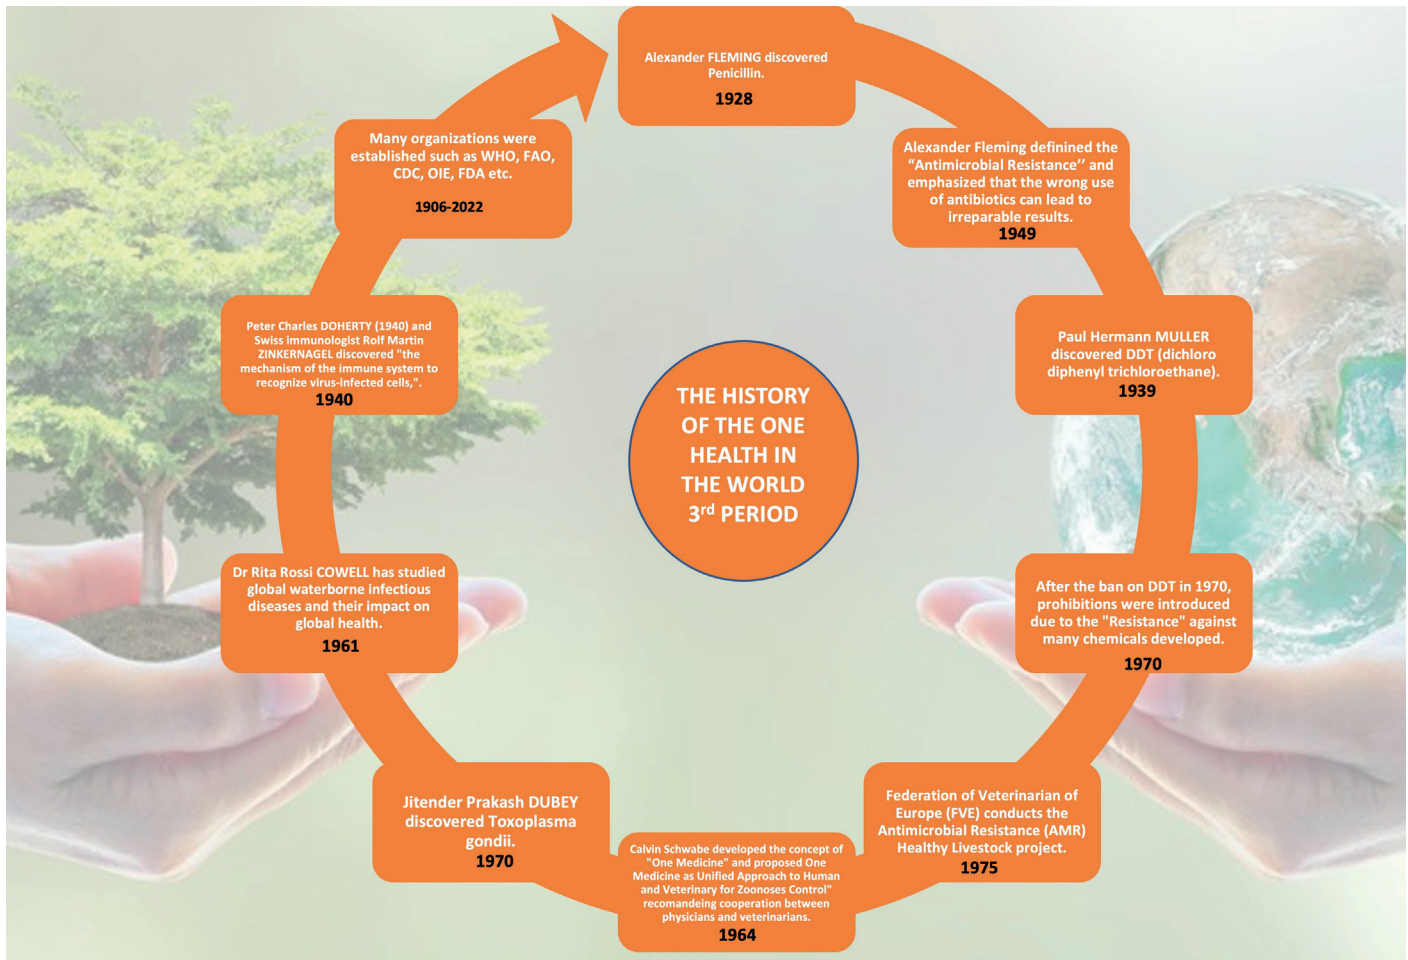 Alexander FLEMING discovered
Penicillin.
1928
Alexander Fleming definined the
“Antimicrobial Resistance’’ and
emphasized that the wrong use
of antibiotics can lead to
irreparable results.
1949
Paul Hermann MULLER
discovered DDT (dichloro
diphenyl trichloroethane).
1939
After the ban on DDT in 1970,
prohibitions were introduced
due to the "Resistance" against
many chemicals developed.
1970
Federation of Veterinarian of
Europe (FVE) conducts the
Antimicrobial Resistance (AMR)
Healthy Livestock project.
1975
Calvin Schwabe developed the concept of
"One Medicine" and proposed One
Medicine as Unified Approach to Human
and Veterinary for Zoonoses Control"
recomandeing cooperation between
physicians and veterinarians.
1964
Jitender Prakash DUBEY
discovered Toxoplasma
gondii.
1970
Dr Rita Rossi COWELL has studied
global waterborne infectious
diseases and their impact on
global health.
1961
Peter Charles DOHERTY (1940) and
Swiss immunologist Rolf Martin
ZINKERNAGEL discovered "the
mechanism of the immune system to
recognize virus-infected cells,".
1940
Many organizations were
established such as WHO, FAO,
CDC, OIE, FDA etc.
1906-2022
THE HISTORY
OF THE ONE
HEALTH IN
THE WORLD
3rd PERIOD